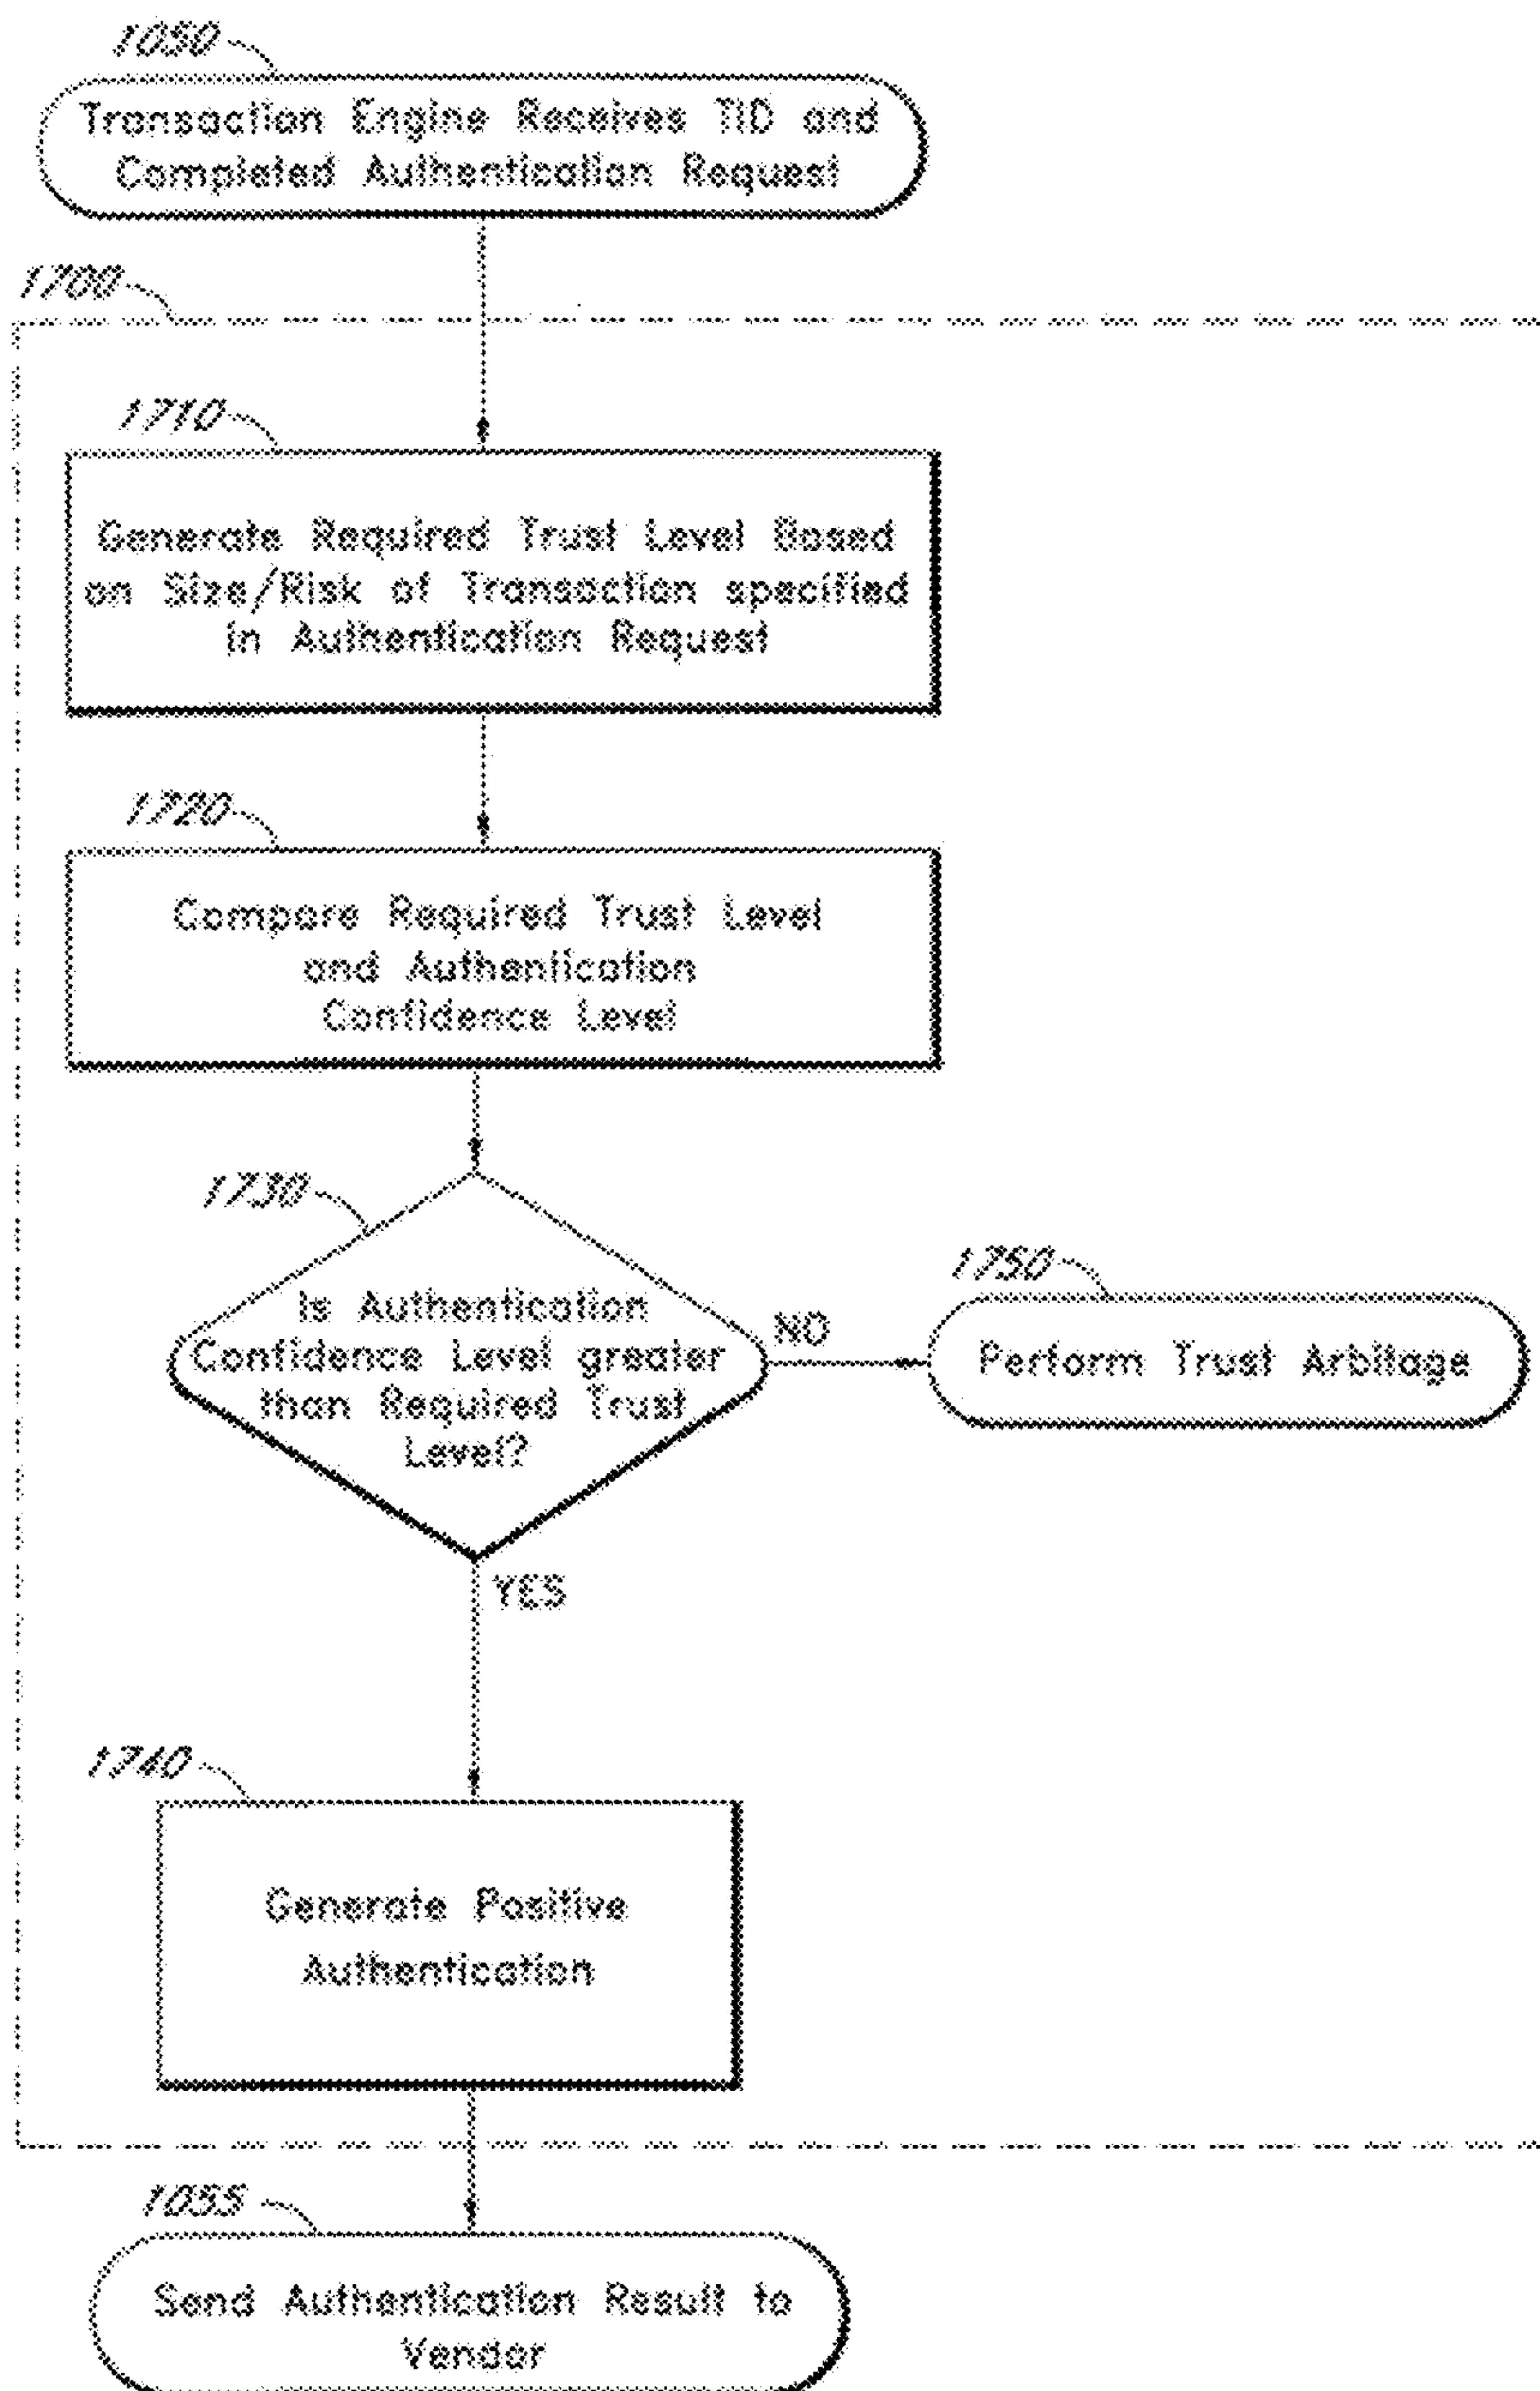 1050
Transaction Engine Receives TID and
Completed Authentication Request
1700
1710
Generate Required Trust Level Based
on Size/Risk of Transaction specified
in Authentication Request
1720
Compare Required Trust Level
and Authentication
Confidence Level
1730
Is Authentication
Confidence Level greater
than Required Trust
Level?
NO
1750
Perform Trust Arbitage
YES
1740
Generate Positive
Authentication
1055
Send Authentication Result to
Vendor